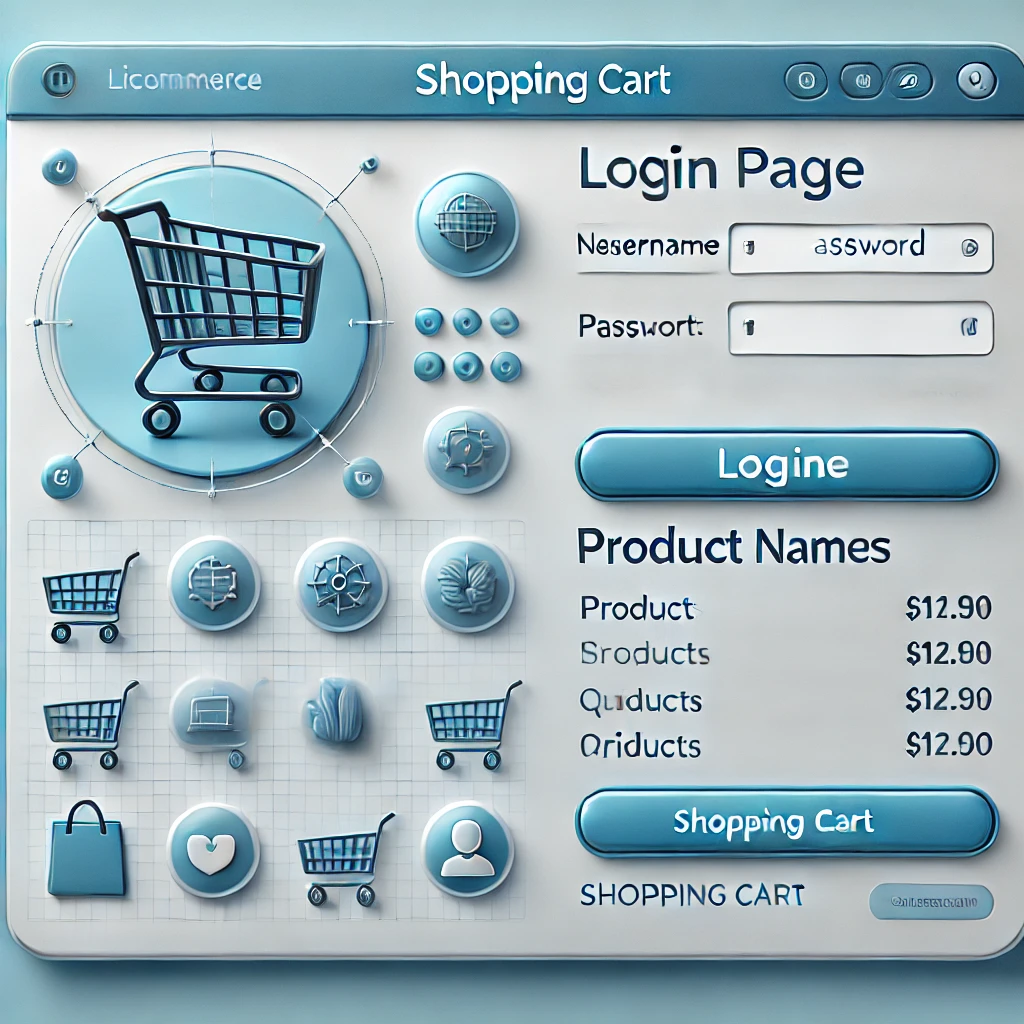 Licommerce
Shopping Cart
Login Page
Nesername
assword
Passwort:
Logine
Product Names
Product $12.90
Sroducts $12.90
Quducts $12.90
Oriducts $12.90
Shopping Cart
SHOPPING CART